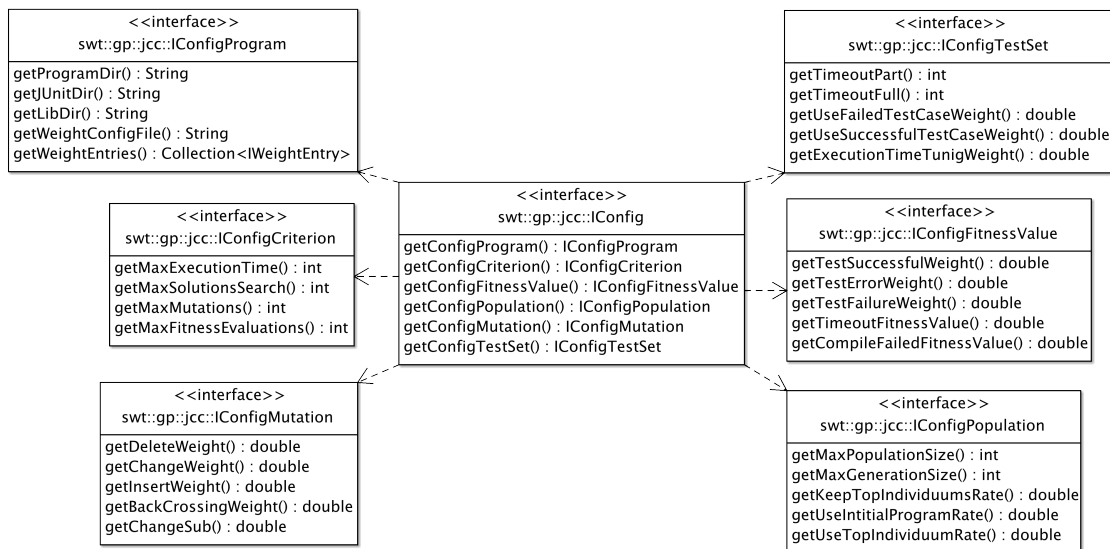 <<interface>>
swt::gp::jcc::IConfigProgram
getProgramDir() : String
getJUnitDir() : String
getLibDir() : String
getWeightConfigFile() : String
getWeightEntries() : Collection<IWeightEntry>
<<interface>>
swt::gp::jcc::IConfigTestSet
getTimeoutPart() : int
getTimeoutFull() : int
getUseFailedTestCaseWeight() : double
getUseSuccessfulTestCaseWeight() : double
getExecutionTimeTunigWeight() : double
<<interface>>
swt::gp::jcc::IConfigCriterion
getMaxExecutionTime() : int
getMaxSolutionsSearch() : int
getMaxMutations() : int
getMaxFitnessEvaluations() : int
<<interface>>
swt::gp::jcc::IConfig
getConfigProgram() : IConfigProgram
getConfigCriterion() : IConfigCriterion
getConfigFitnessValue() : IConfigFitnessValue
getConfigPopulation() : IConfigPopulation
getConfigMutation() : IConfigMutation
getConfigTestSet() : IConfigTestSet
<<interface>>
swt::gp::jcc::IConfigFitnessValue
getTestSuccessfulWeight() : double
getTestErrorWeight() : double
getTestFailureWeight() : double
getTimeoutFitnessValue() : double
getCompileFailedFitnessValue() : double
<<interface>>
swt::gp::jcc::IConfigMutation
getDeleteWeight() : double
getChangeWeight() : double
getInsertWeight() : double
getBackCrossingWeight() : double
getChangeSub() : double
<<interface>>
swt::gp::jcc::IConfigPopulation
getMaxPopulationSize() : int
getMaxGenerationSize() : int
getKeepTopIndividuumsRate() : double
getUseIntitialProgramRate() : double
getUseTopIndividuumRate() : double